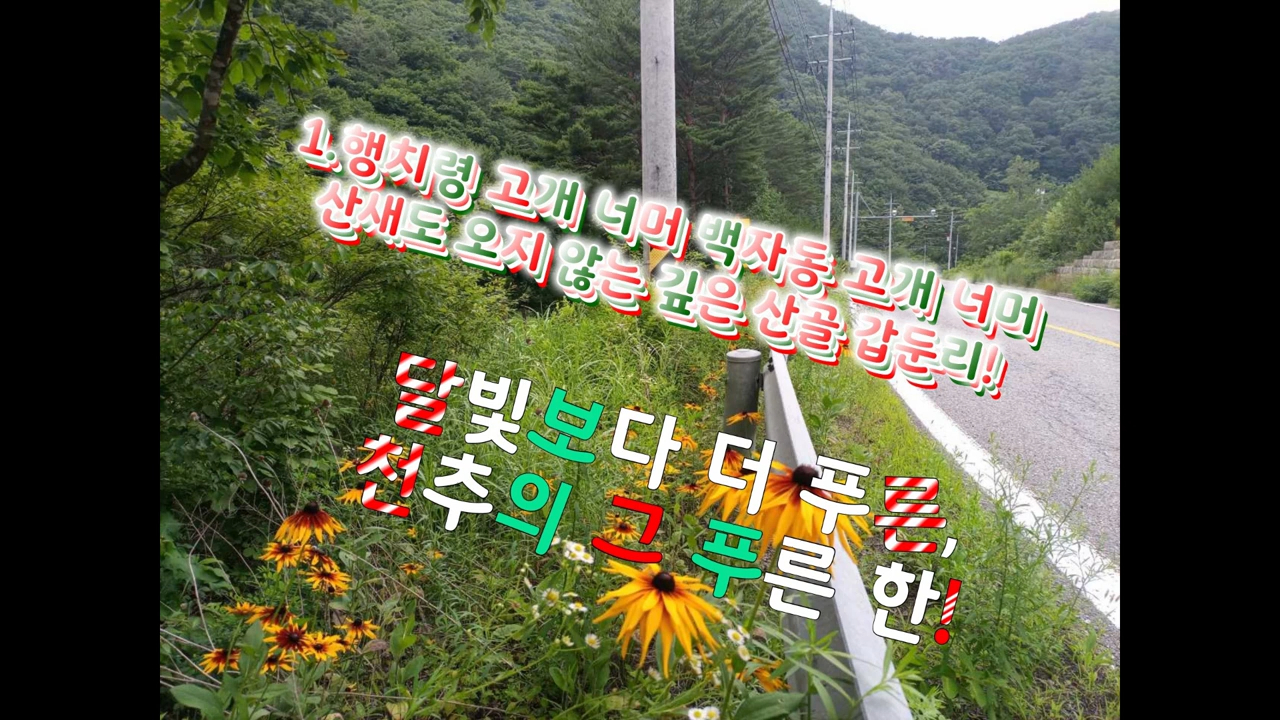 1. 행치령 고개 너머 백자동 고개 너머
산새도 오지 않는 깊은 산골 갑둔리!
달빛보다 더 푸른,
천추의 그 푸른 한!